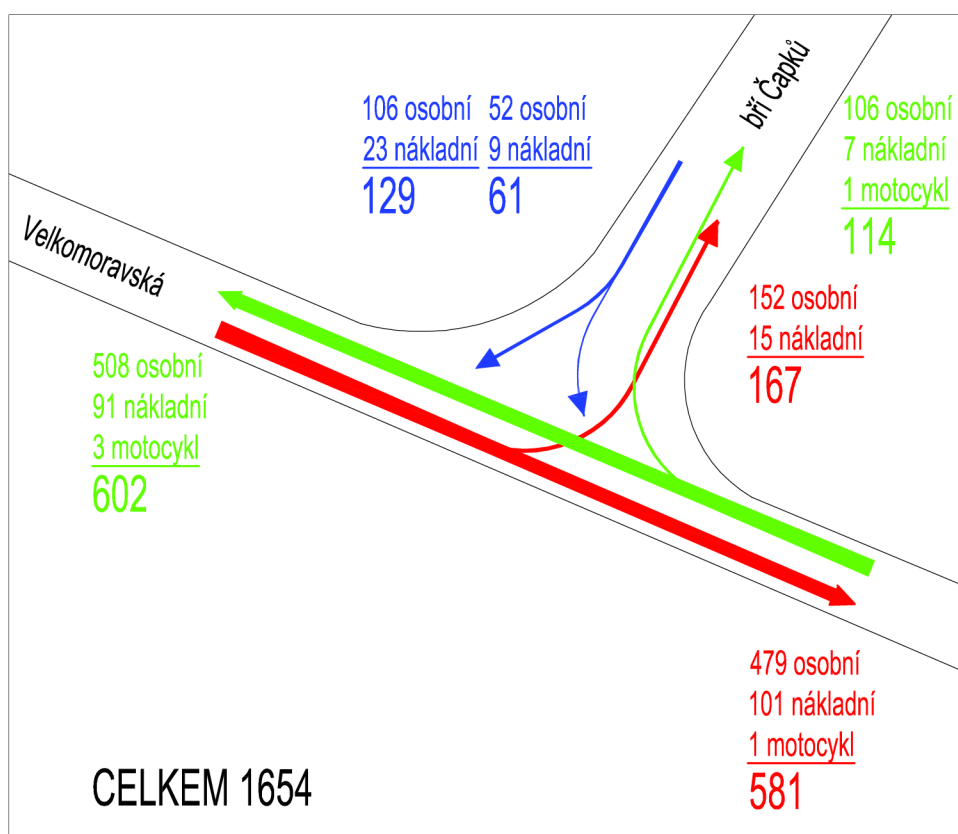 bří Čapků
106 osobní
23 nákladní
129
52 osobní
9 nákladní
61
106 osobní
7 nákladní
1 motocykl
114
Velkomoravská
152 osobní
15 nákladní
167
508 osobní
91 nákladní
3 motocykl
602
479 osobní
101 nákladní
1 motocykl
581
CELKEM 1654